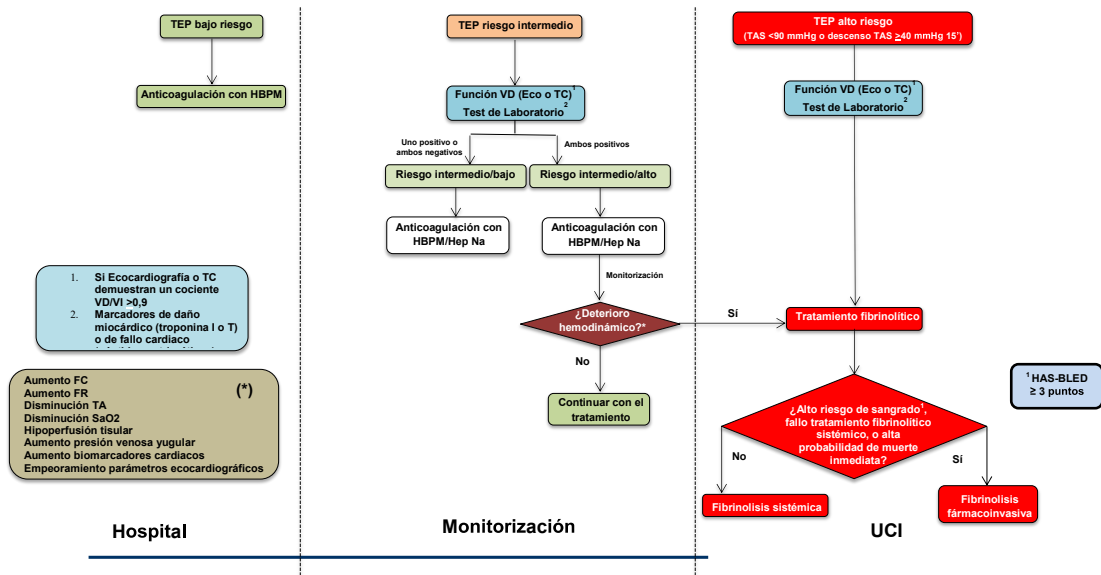 TEP bajo riesgo
Anticoagulación con HBPM
1. Si Ecocardiografía o TC
demuestran un cociente
VD/VI >0,9
2. Marcadores de daño
miocárdico (troponina I o T)
o de fallo cardiaco
(*)
Aumento FC
Aumento FR
Disminución TA
Disminución SaO2
Hipoperfusión tisular
Aumento presión venosa yugular
Aumento biomarcadores cardiacos
Empeoramiento parámetros ecocardiográficos
Hospital
TEP riesgo intermedio
Función VD (Eco o TC)1
Test de Laboratorio2
Uno positivo o
ambos negativos
Ambos positivos
Riesgo intermedio/bajo
Riesgo intermedio/alto
Anticoagulación con
HBPM/Hep Na
Anticoagulación con
HBPM/Hep Na
Monitorización
¿Deterioro
hemodinámico?*
Sí
No
Continuar con el
tratamiento
Monitorización
TEP alto riesgo
(TAS <90 mmHg o descenso TAS ≥40 mmHg 15')
Función VD (Eco o TC)1
Test de Laboratorio2
Tratamiento fibrinolítico
1 HAS-BLED
≥ 3 puntos
¿Alto riesgo de sangrado1,
fallo tratamiento fibrinolítico
sistémico, o alta
probabilidad de muerte
inmediata?
No
Sí
Fibrinolisis sistémica
Fibrinolisis
fármacoinvasiva
UCI